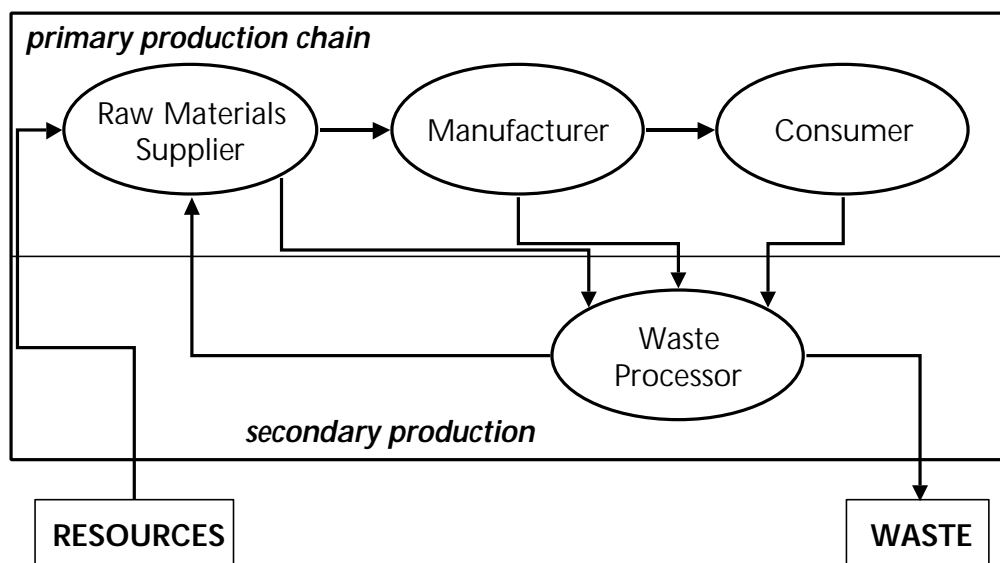 primary production chain
Raw Materials
Supplier
Manufacturer
Consumer
Waste
Processor
secondary production
RESOURCES
WASTE